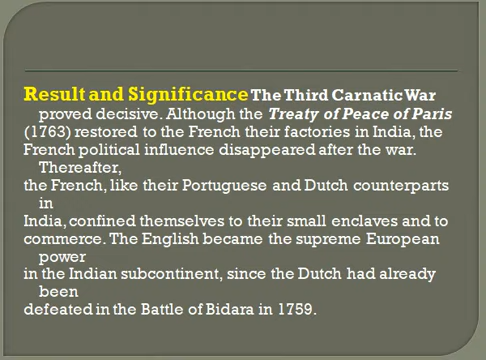 Result and Significance The Third Carnatic War
proved decisive. Although the Treaty of Peace of Paris
(1763) restored to the French their factories in India, the
French political influence disappeared after the war.
Thereafter,
the French, like their Portuguese and Dutch counterparts
in
India, confined themselves to their small enclaves and to
commerce. The English became the supreme European
power
in the Indian subcontinent, since the Dutch had already
been
defeated in the Battle of Bidara in 1759.